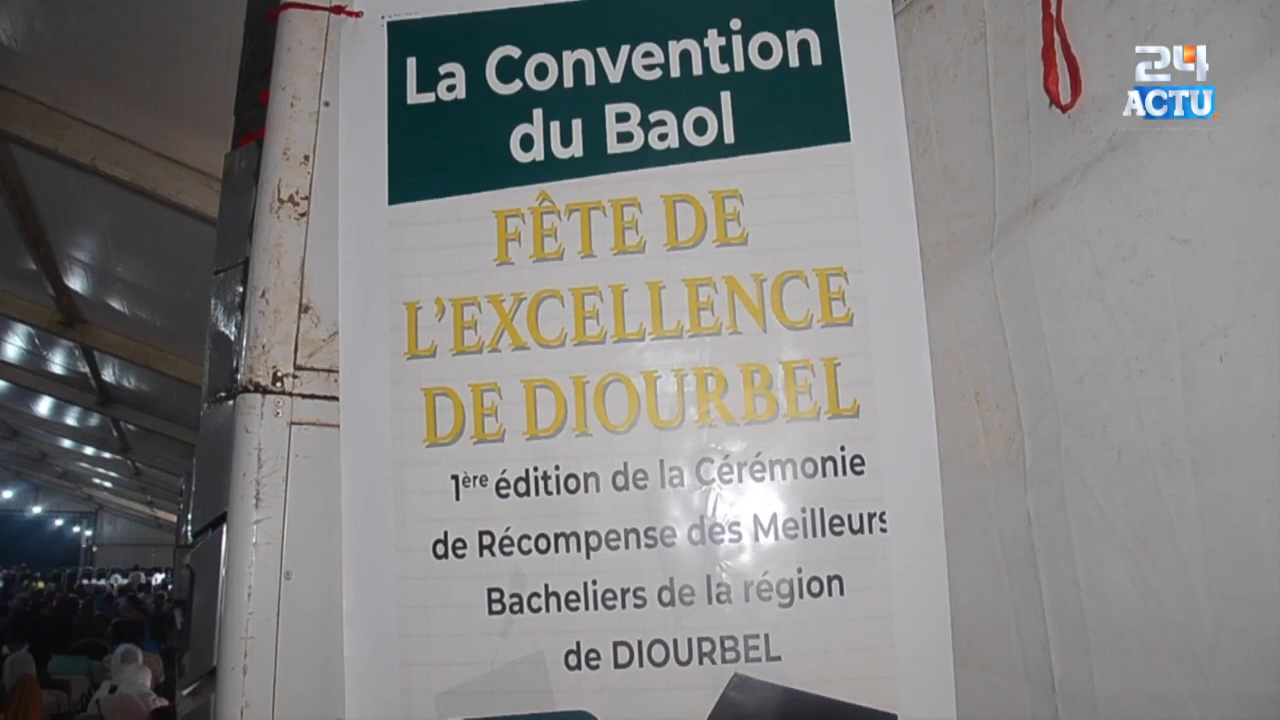 La Convention
du Baol
FÊTE DE
L'EXCELLENCE
DE DIOURBEL
1ère édition de la Cérémonie
de Récompense des Meilleurs
Bacheliers de la région
de DIOURBEL
24
ACTU